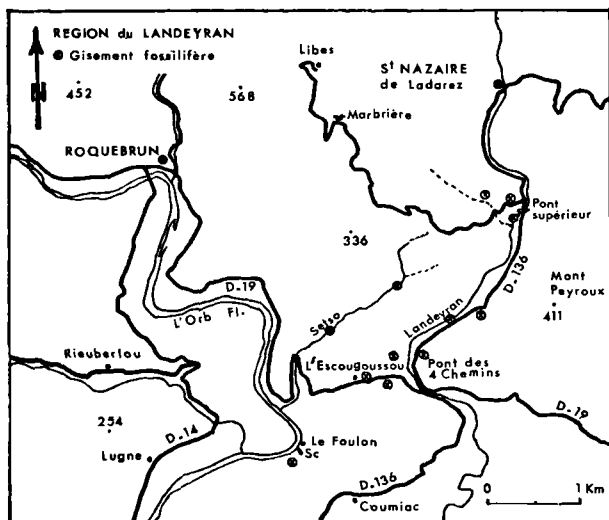 REGION du LANDEYRAN
Gisement fossilifère
N
452
568
Libes
St NAZAIRE
de Ladarez
Marbrière
ROQUEBRUN
Pont
supérieur
336
D-136
Mont
Peyroux
411
D-19
L'Orb Fl.
Landeyran
Rieuberlou
L'Escougoussou
Pont des
4 Chemins
254
D-19
D-14
Lugne
Le Foulon
Sc
D-136
Coumiac
0 1 Km